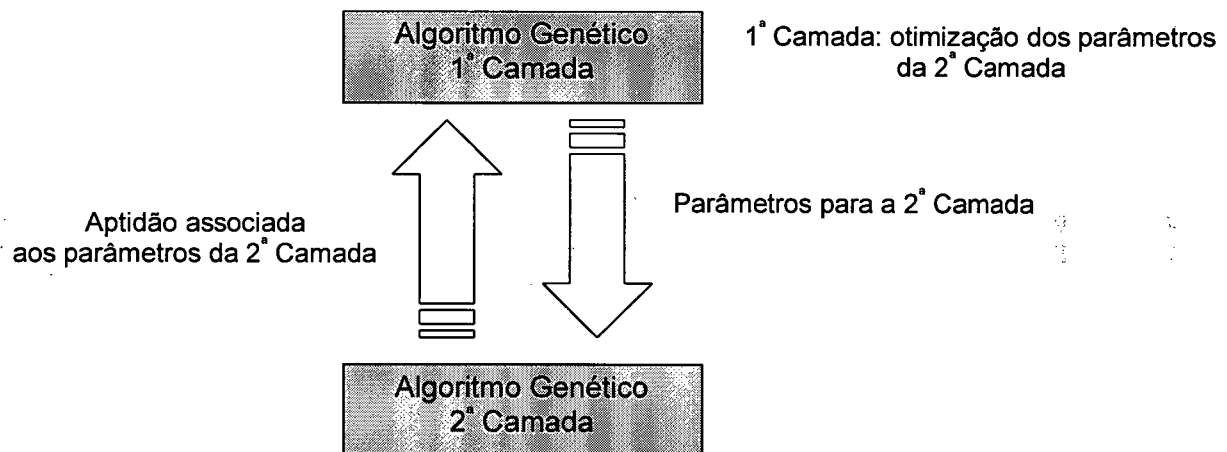 Algoritmo Genético
1ª Camada
1ª Camada: otimização dos parâmetros
da 2ª Camada
Parâmetros para a 2ª Camada
Aptidão associada
aos parâmetros da 2ª Camada
Algoritmo Genético
2ª Camada